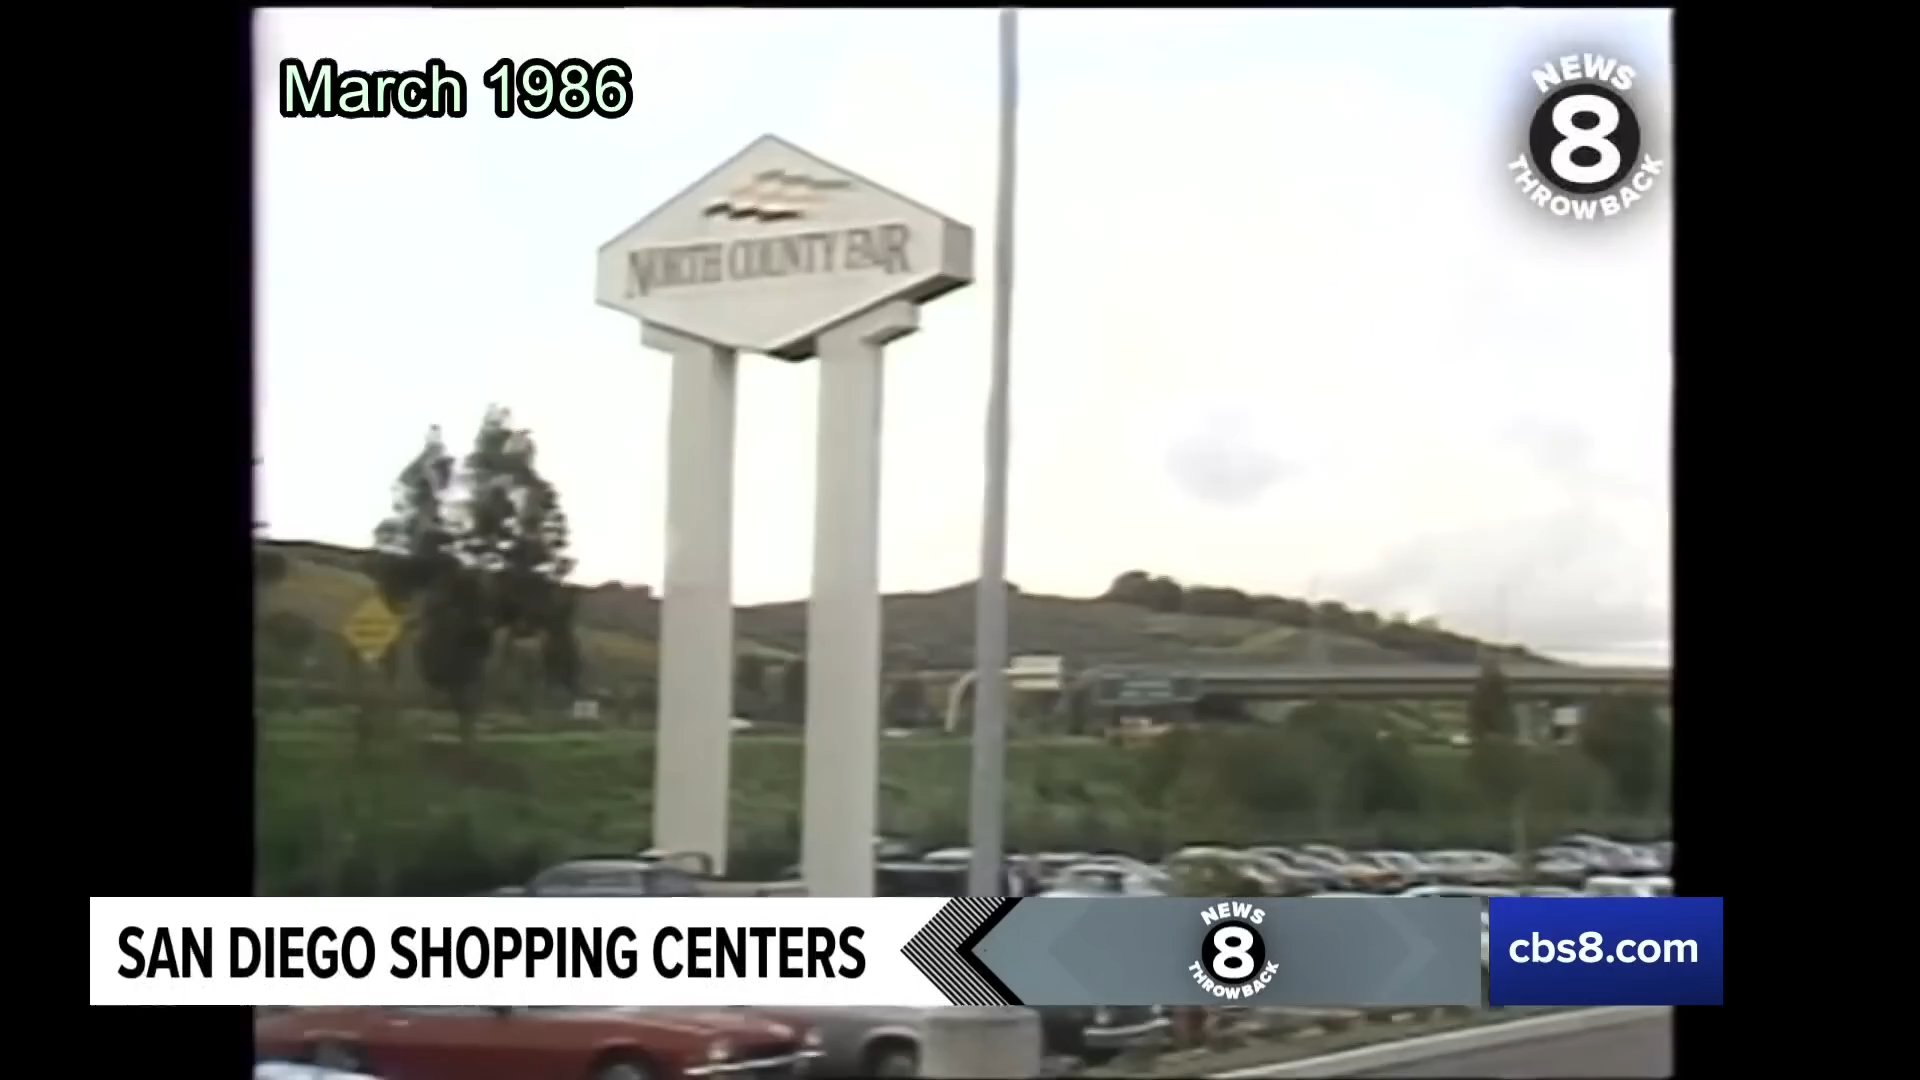 March 1986
NEWS
8
THROWBACK
NORTH COUNTY FAIR
SAN DIEGO SHOPPING CENTERS
NEWS
8
THROWBACK
cbs8.com